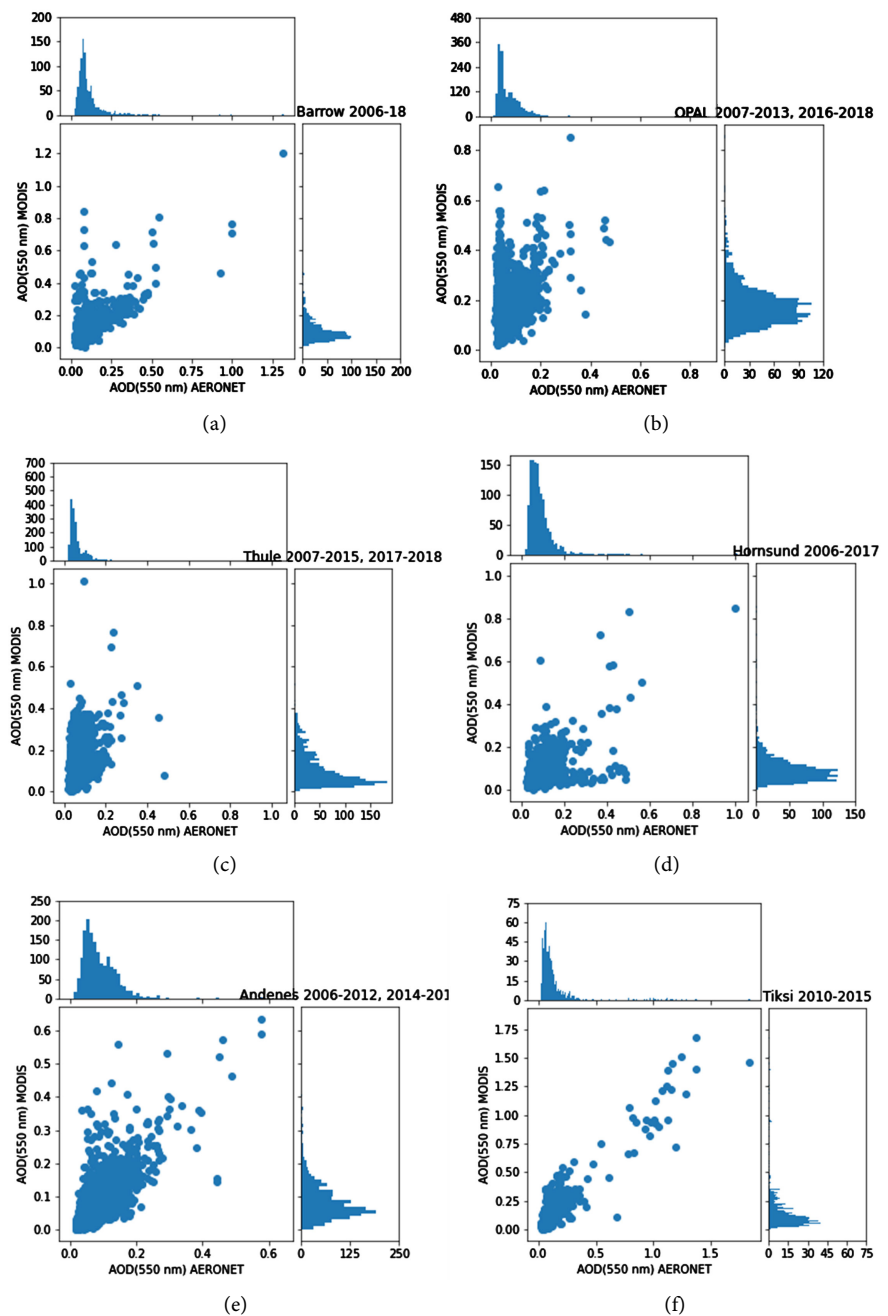 200
150
100
50
0
Barrow 2006-18
1.2
1.0
0.8
0.6
0.4
0.2
0.0
AOD(550 nm) MODIS
0.00 0.25 0.50 0.75 1.00 1.25
0 50 100 150 200
AOD(550 nm) AERONET
(a)
480
360
240
120
0
OPAL 2007-2013, 2016-2018
0.8
0.6
0.4
0.2
0.0
AOD(550 nm) MODIS
0.0 0.2 0.4 0.6 0.8
0 30 60 90 120
AOD(550 nm) AERONET
(b)
700
600
500
400
300
200
100
0
Thule 2007-2015, 2017-2018
1.0
0.8
0.6
0.4
0.2
0.0
AOD(550 nm) MODIS
0.0 0.2 0.4 0.6 0.8 1.0
0 50 100 150
AOD(550 nm) AERONET
(c)
150
100
50
0
Hornsund 2006-2017
1.0
0.8
0.6
0.4
0.2
0.0
AOD(550 nm) MODIS
0.0 0.2 0.4 0.6 0.8 1.0
0 50 100 150
AOD(550 nm) AERONET
(d)
250
200
150
100
50
0
Andenes 2006-2012, 2014-201
0.6
0.5
0.4
0.3
0.2
0.1
0.0
AOD(550 nm) MODIS
0.0 0.2 0.4 0.6
0 125 250
AOD(550 nm) AERONET
(e)
75
60
45
30
15
0
Tiksi 2010-2015
1.75
1.50
1.25
1.00
0.75
0.50
0.25
0.00
AOD(550 nm) MODIS
0.0 0.5 1.0 1.5
0 15 30 45 60 75
AOD(550 nm) AERONET
(f)